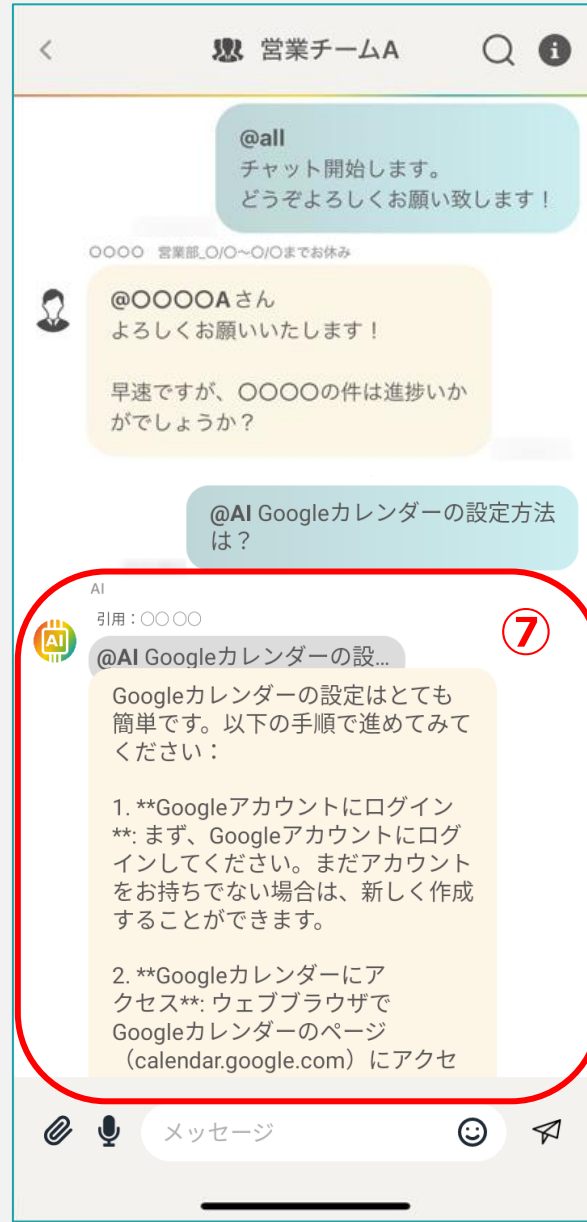 営業チームA
@all
チャット開始します。
どうぞよろしくお願い致します！
〇〇〇〇 営業部_〇/〇～〇/〇までお休み
@〇〇〇〇Aさん
よろしくお願いいたします！
早速ですが、〇〇〇〇の件は進捗いか
がでしょうか？
@AI Googleカレンダーの設定方法
は？
AI
引用：〇〇〇〇
AI
⑦
@AI Googleカレンダーの設...
Googleカレンダーの設定はとても
簡単です。以下の手順で進めてみて
ください：
1. **Googleアカウントにログイン
**: まず、Googleアカウントにログ
インしてください。まだアカウント
をお持ちでない場合は、新しく作成
することができます。
2. **Googleカレンダーにア
クセス**: ウェブブラウザで
Googleカレンダーのページ
（calendar.google.com）にアクセ
メッセージ